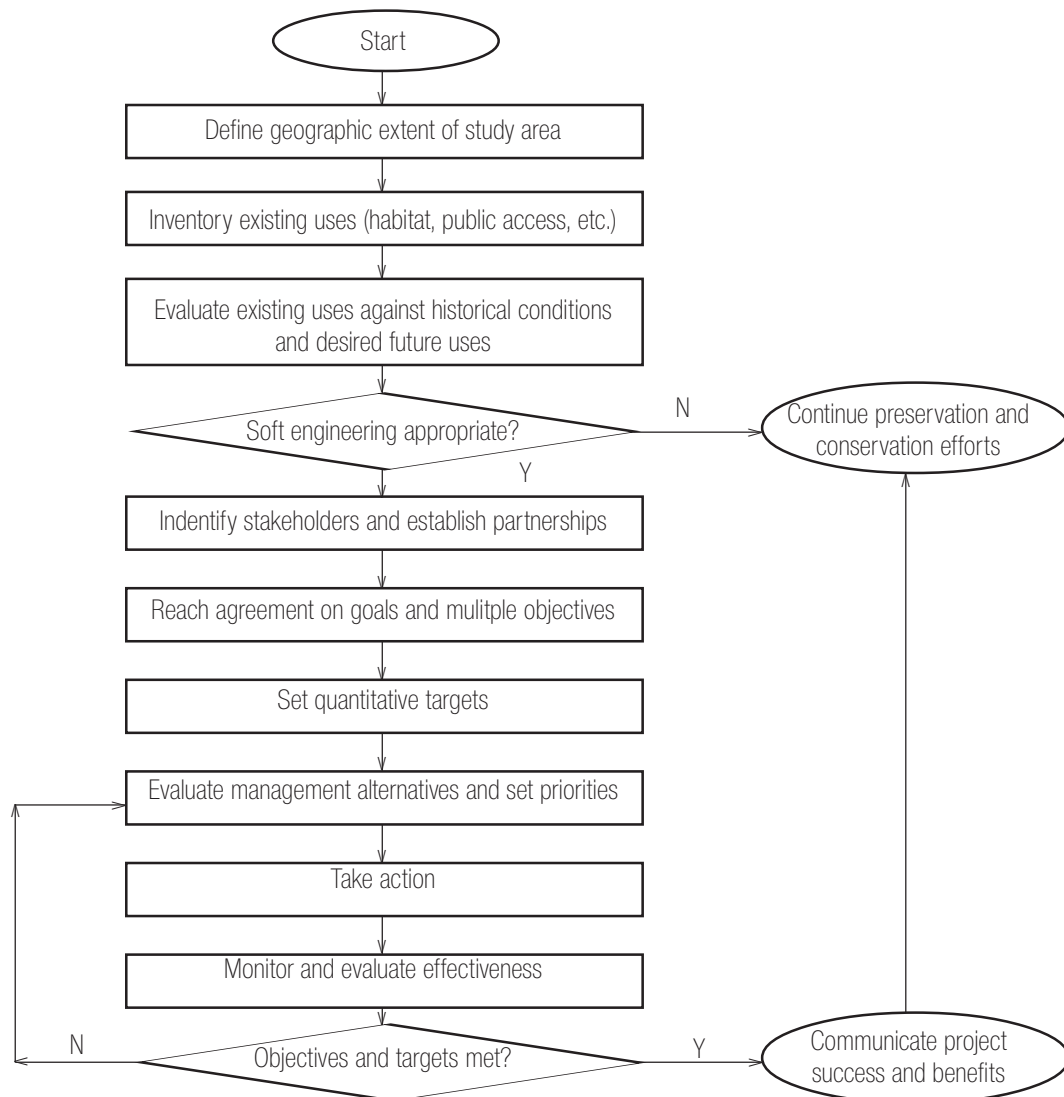 Start
Define geographic extent of study area
Inventory existing uses (habitat, public access, etc.)
Evaluate existing uses against historical conditions
and desired future uses
Soft engineering appropriate?
N
Continue preservation and
conservation efforts
Y
Indentify stakeholders and establish partnerships
Reach agreement on goals and mulitple objectives
Set quantitative targets
Evaluate management alternatives and set priorities
Take action
Monitor and evaluate effectiveness
N
Objectives and targets met?
Y
Communicate project
success and benefits